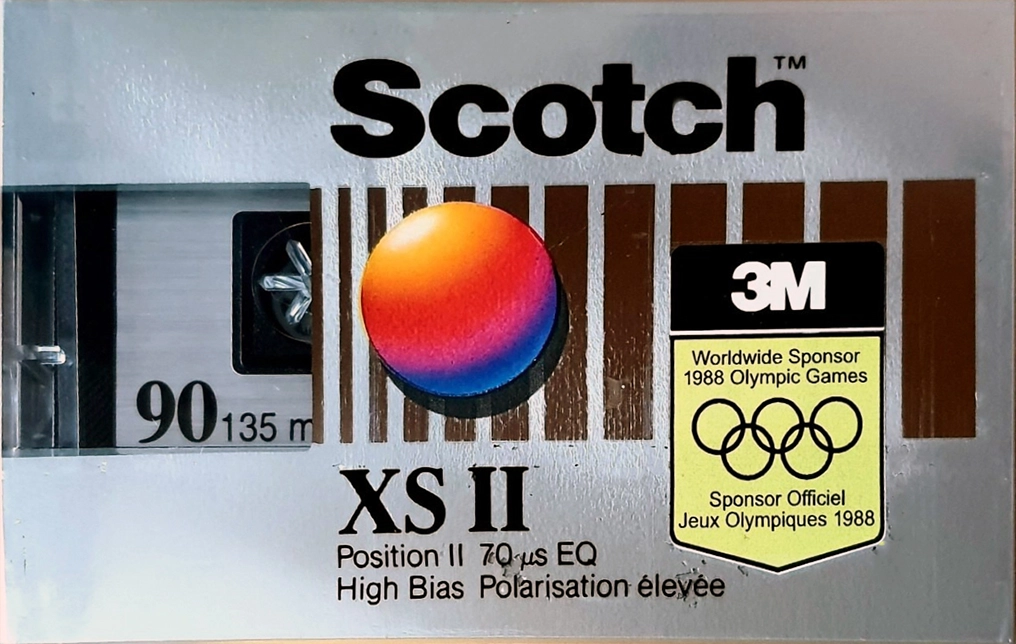 Scotch™
90 135 m
3M
Worldwide Sponsor
1988 Olympic Games
Sponsor Officiel
Jeux Olympiques 1988
XS II
Position II 70 µs EQ
High Bias Polarisation élevée